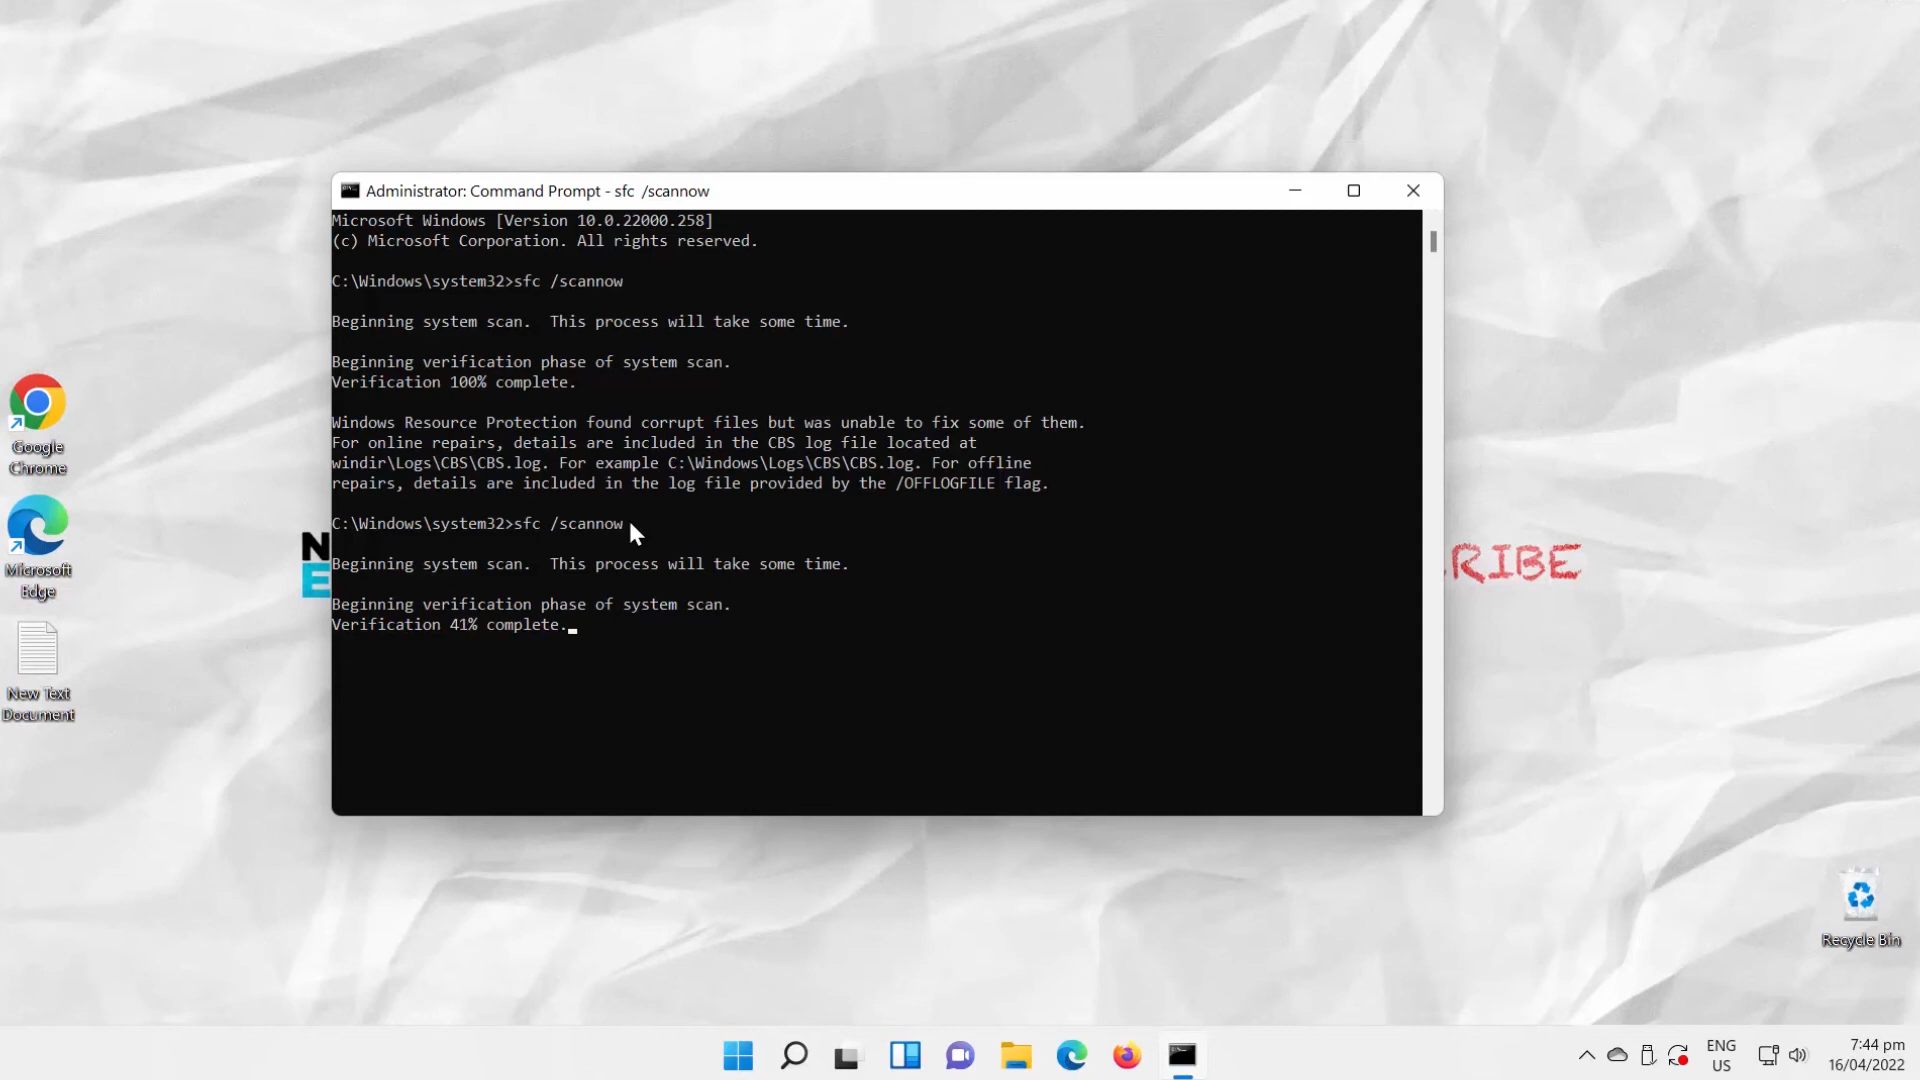 Administrator: Command Prompt - sfc  /scannow
Microsoft Windows [Version 10.0.22000.258]
(c) Microsoft Corporation. All rights reserved.
C:\Windows\system32>sfc /scannow
Beginning system scan.  This process will take some time.
Beginning verification phase of system scan.
Verification 100% complete.
Windows Resource Protection found corrupt files but was unable to fix some of them.
For online repairs, details are included in the CBS log file located at
windir\Logs\CBS\CBS.log. For example C:\Windows\Logs\CBS\CBS.log. For offline
repairs, details are included in the log file provided by the /OFFLOGFILE flag.
C:\Windows\system32>sfc /scannow
Beginning system scan.  This process will take some time.
Beginning verification phase of system scan.
Verification 41% complete.
Google
Chrome
Microsoft
Edge
New Text
Document
N
E
RIBE
Recycle Bin
ENG
US
7:44 pm
16/04/2022